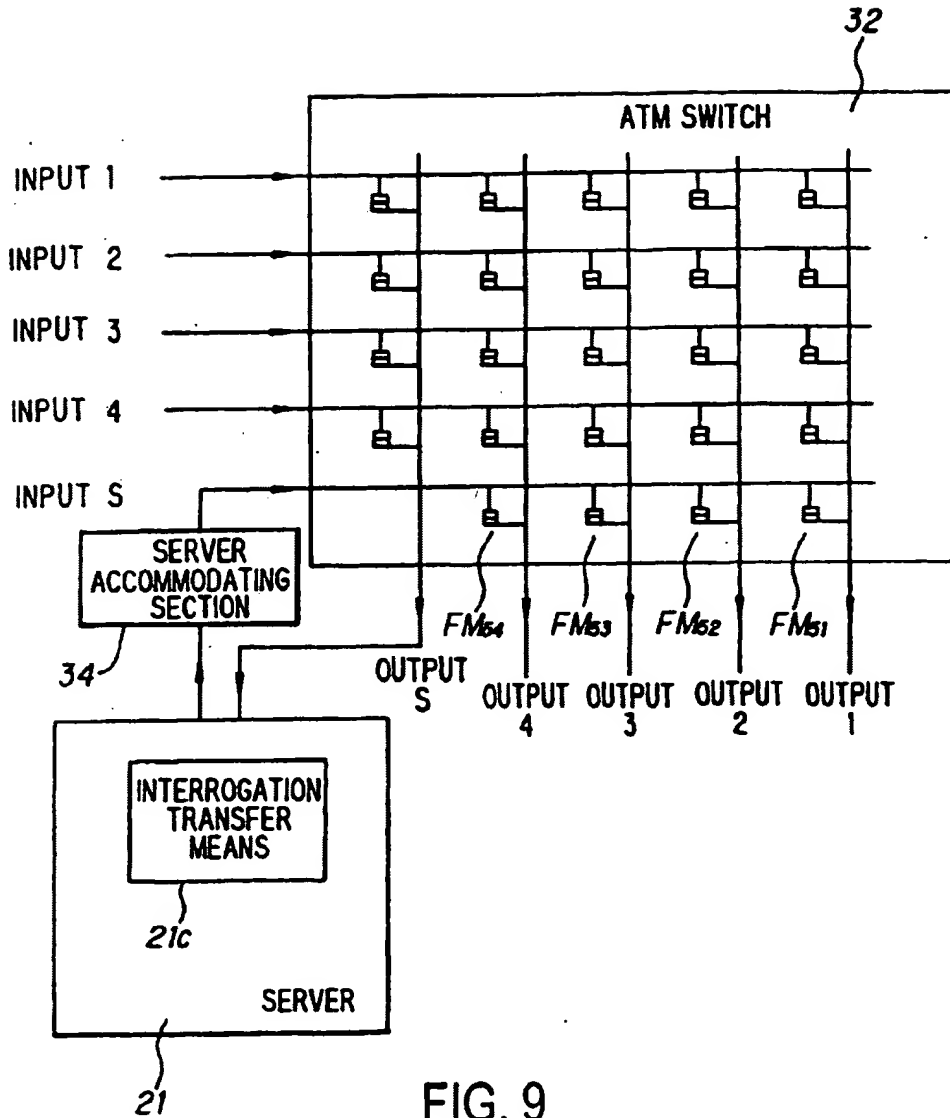 32
ATM SWITCH
INPUT 1
INPUT 2
INPUT 3
INPUT 4
INPUT S
SERVER
ACCOMMODATING
SECTION
34
FM54
FM53
FM52
FM51
OUTPUT
S
OUTPUT
4
OUTPUT
3
OUTPUT
2
OUTPUT
1
INTERROGATION
TRANSFER
MEANS
21c
SERVER
21
FIG. 9